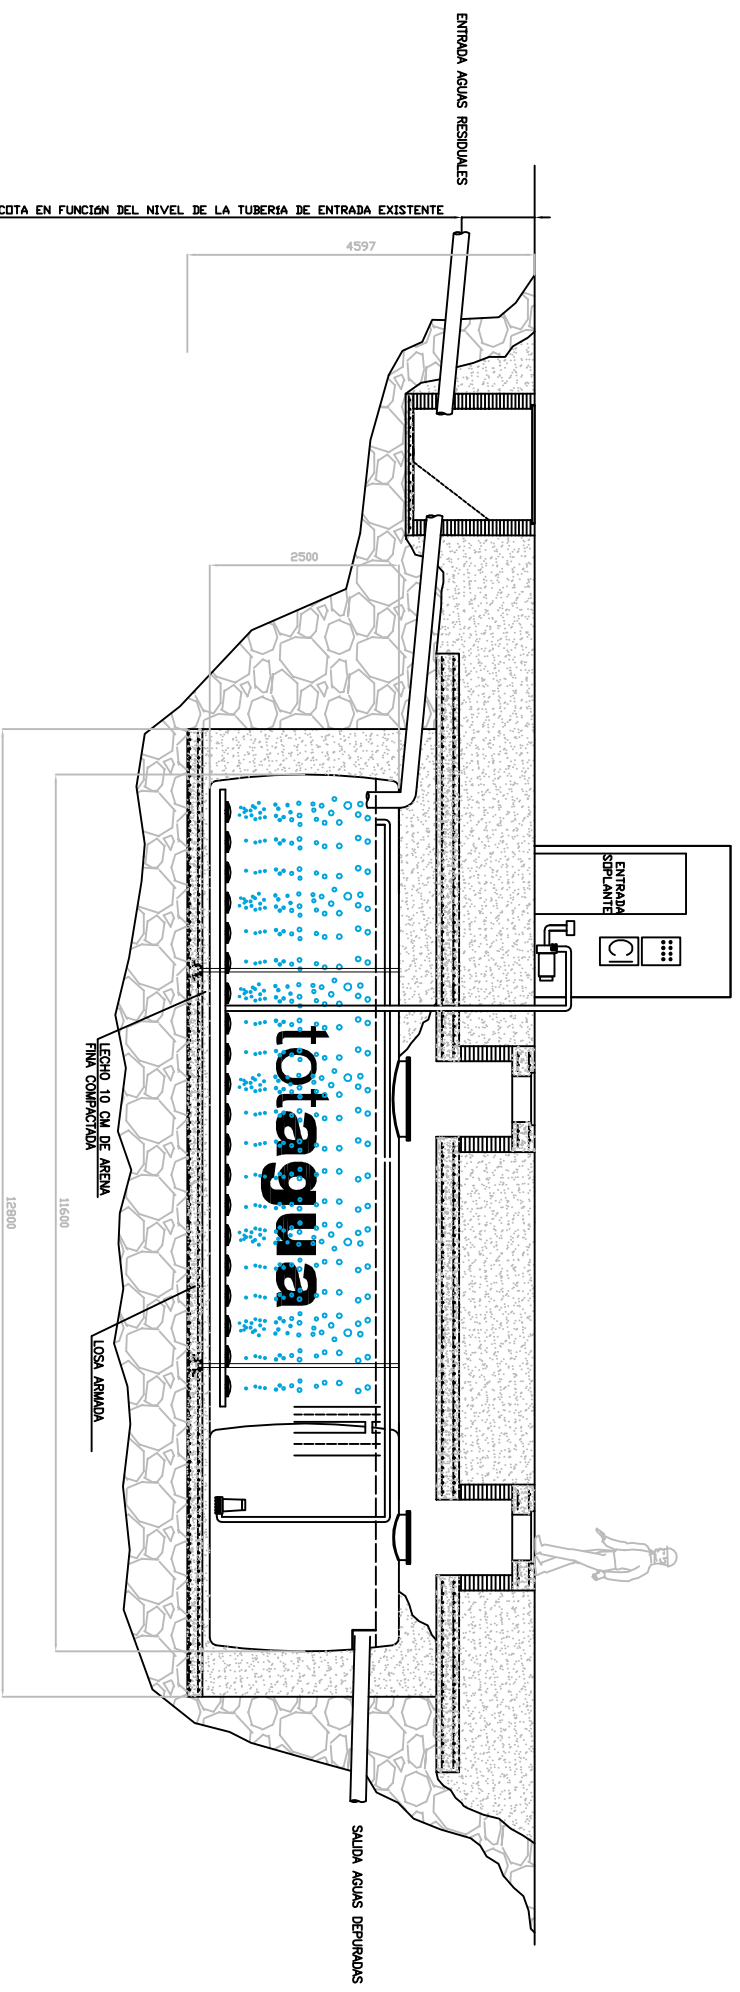 ENTRADA AGUAS RESIDUALES
COTA EN FUNCIÓN DEL NIVEL DE LA TUBERÍA DE ENTRADA EXISTENTE
4597
2500
ENTRADA
SOPLANTE
totagua
LECHO 10 CM DE ARENA
FINA COMPACTADA
LOSA ARMADA
11600
12800
SALIDA AGUAS DEPURADAS